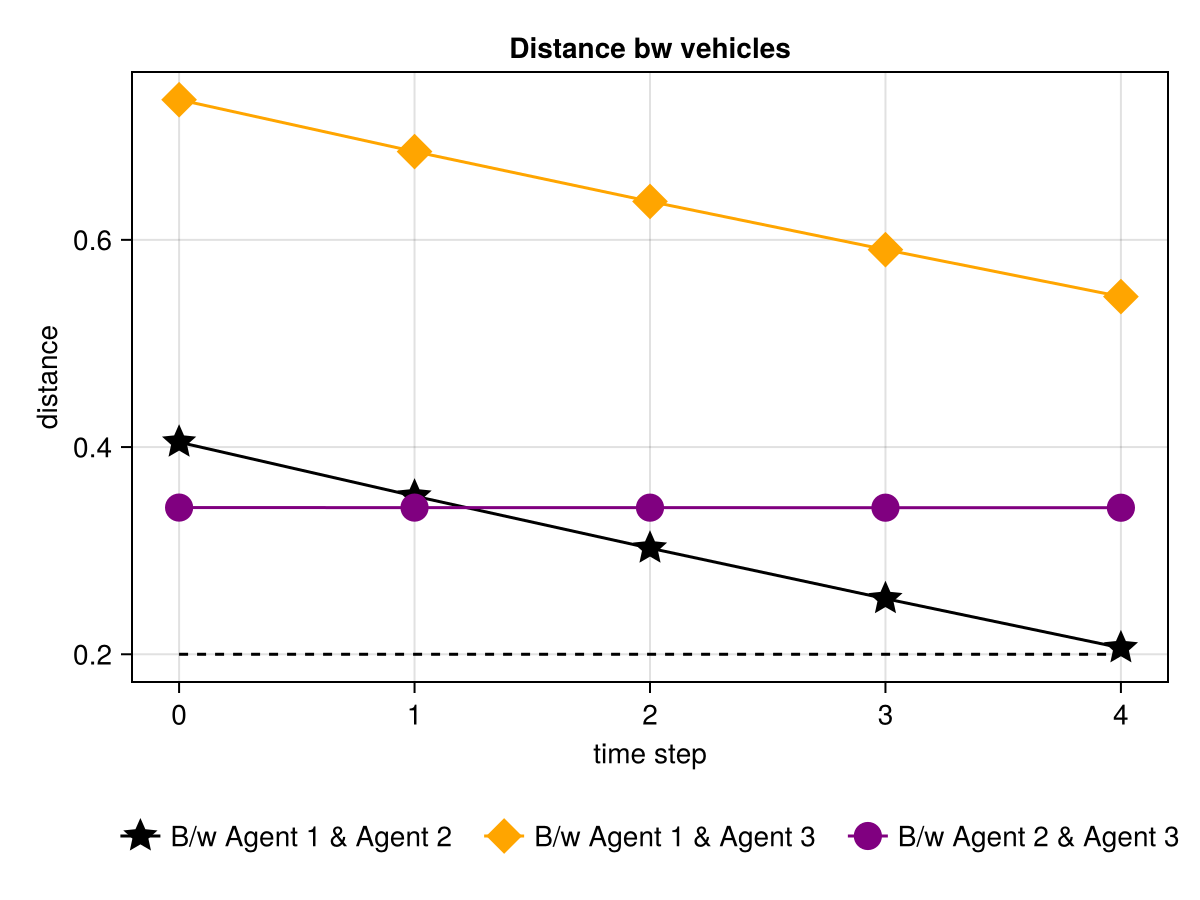 Distance bw vehicles
distance
0.6
0.4
0.2
0 1 2 3 4
time step
B/w Agent 1 & Agent 2 B/w Agent 1 & Agent 3 B/w Agent 2 & Agent 3